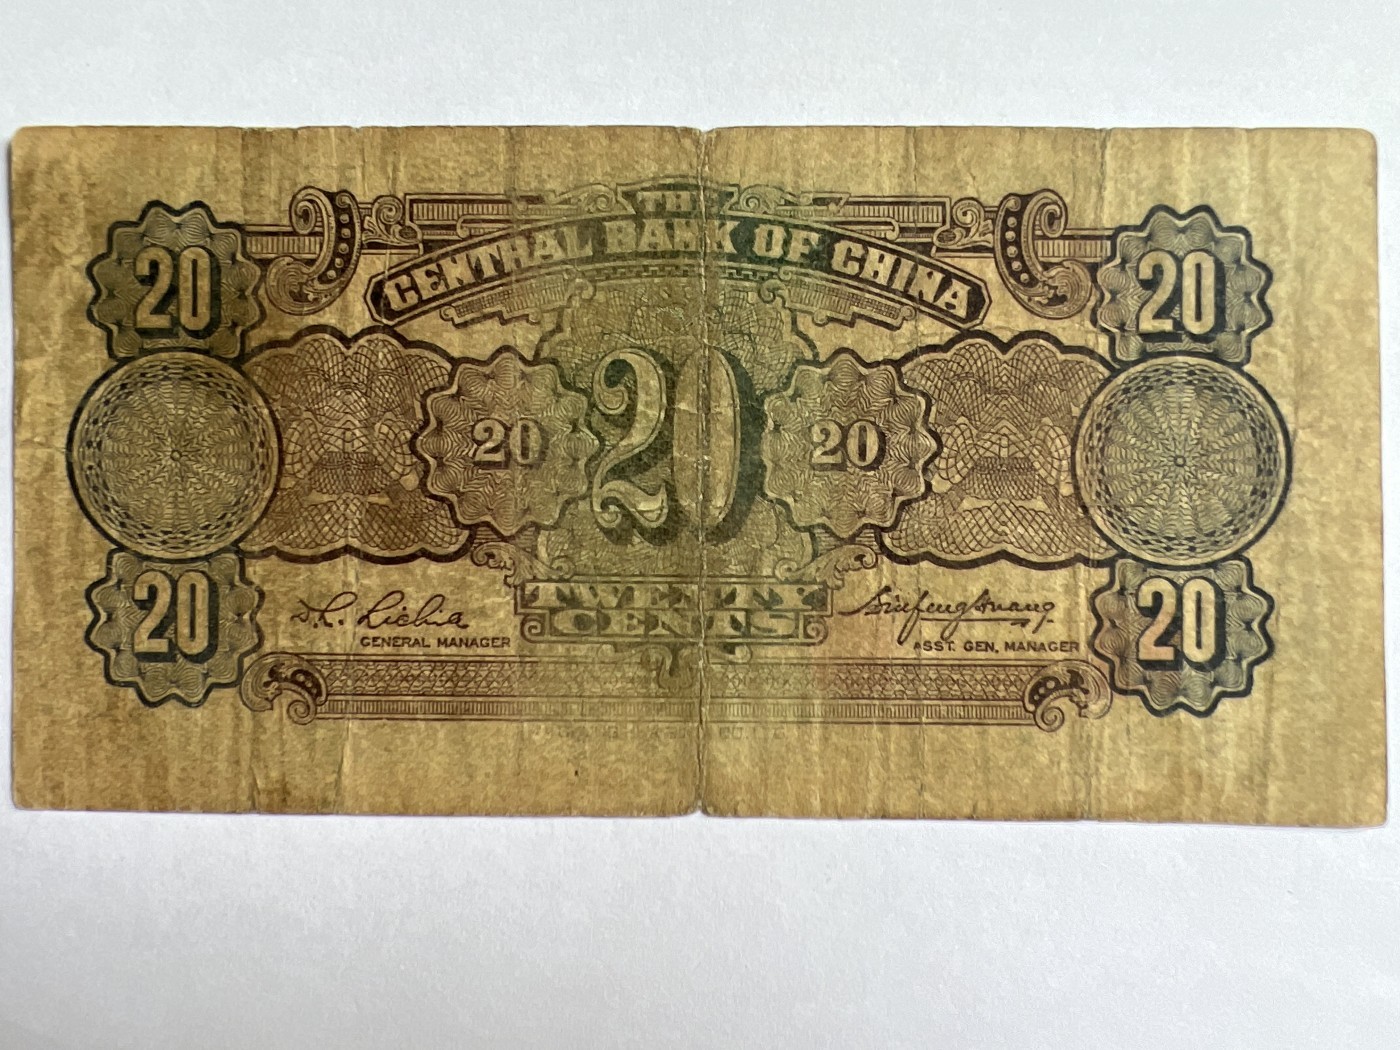 THE
CENTRAL BANK OF CHINA
20 20
20 20 20
TWENTY
CENTS
20 20
GENERAL MANAGER ASST. GEN. MANAGER